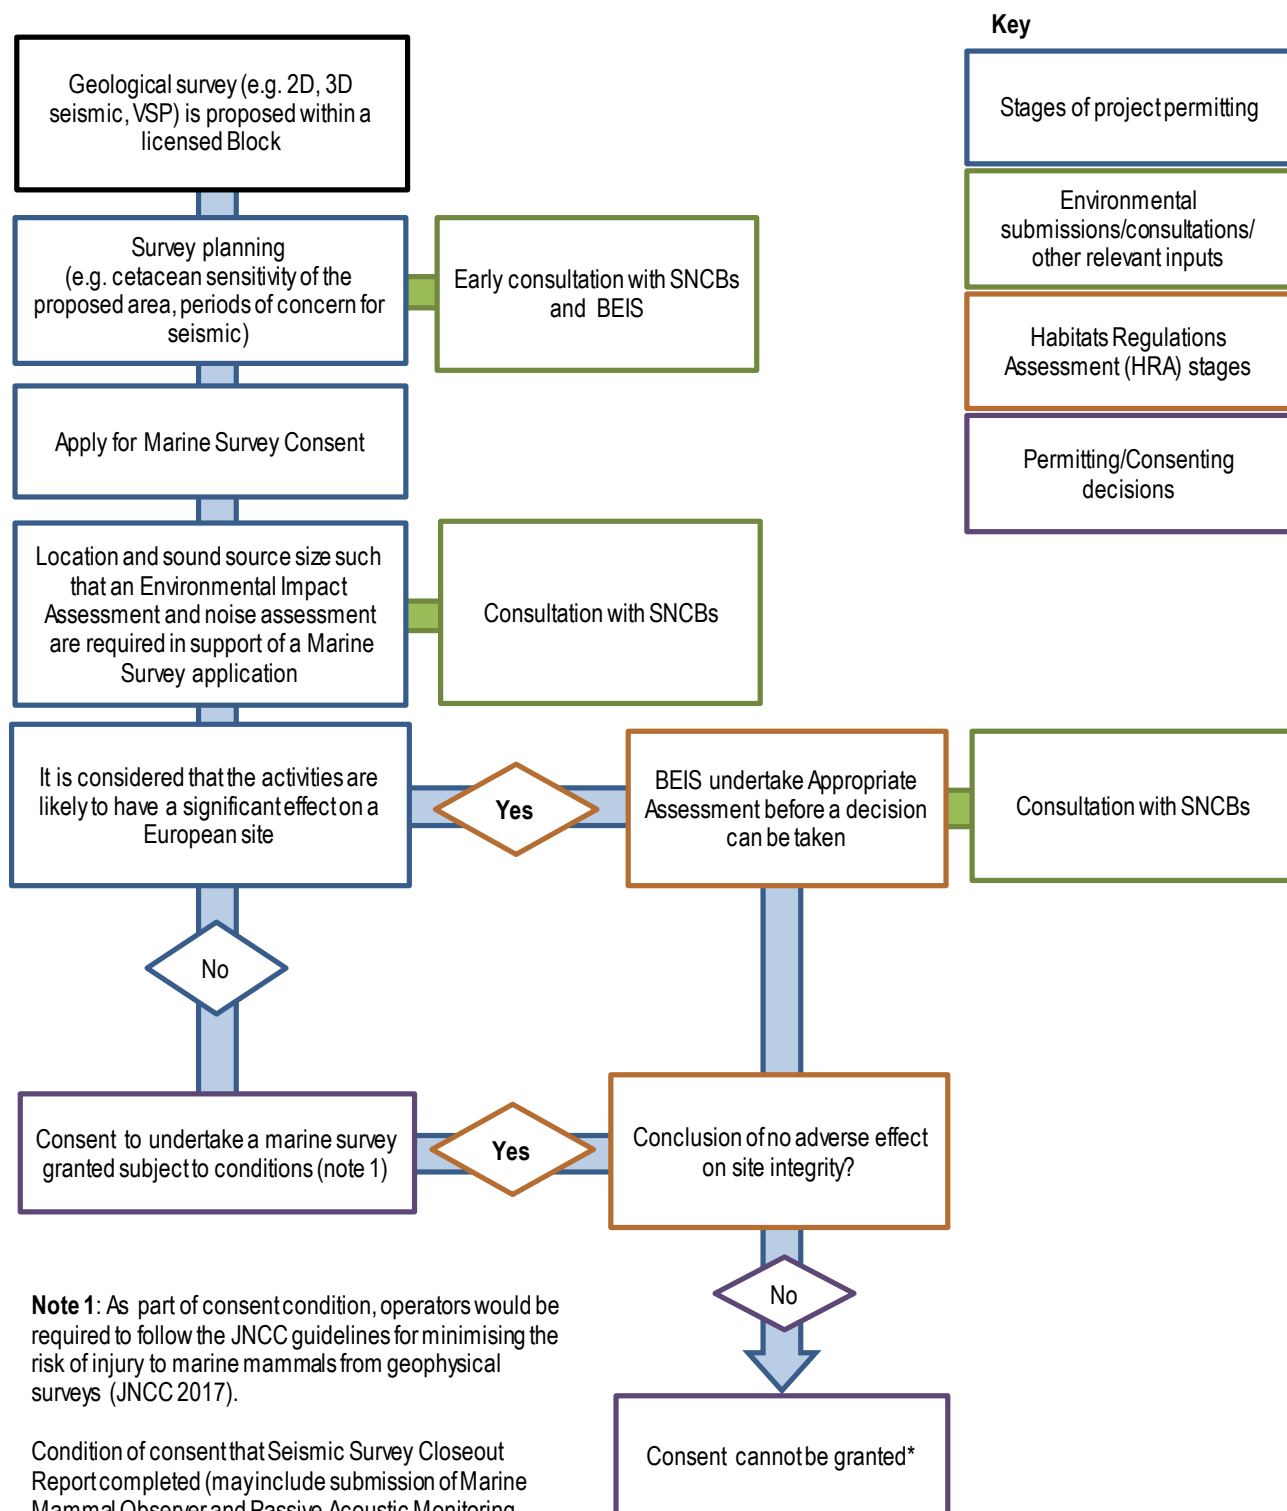 Key
Geological survey (e.g. 2D, 3D
seismic, VSP) is proposed within a
licensed Block
Stages of project permitting
Survey planning
(e.g. cetacean sensitivity of the
proposed area, periods of concern for
seismic)
Early consultation with SNCBs
and BEIS
Environmental
submissions/consultations/
other relevant inputs
Habitats Regulations
Assessment (HRA) stages
Apply for Marine Survey Consent
Permitting/Consenting
decisions
Location and sound source size such
that an Environmental Impact
Assessment and noise assessment
are required in support of a Marine
Survey application
Consultation with SNCBs
It is considered that the activities are
likely to have a significant effect on a
European site
Yes
BEIS undertake Appropriate
Assessment before a decision
can be taken
Consultation with SNCBs
No
Consent to undertake a marine survey
granted subject to conditions (note 1)
Yes
Conclusion of no adverse effect
on site integrity?
No
Consent cannot be granted*
Note 1: As part of consent condition, operators would be
required to follow the JNCC guidelines for minimising the
risk of injury to marine mammals from geophysical
surveys (JNCC 2017).
Condition of consent that Seismic Survey Closeout
Report completed (may include submission of Marine
Mammal Observer and Passive Acoustic Monitoring